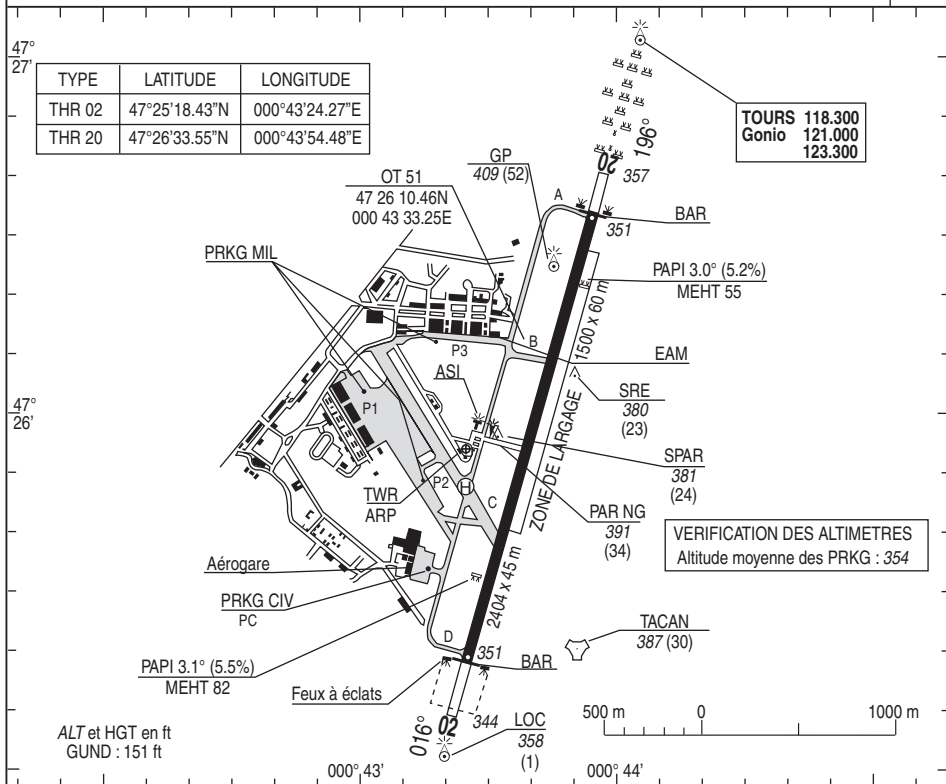 47°
27'
TYPE LATITUDE LONGITUDE
THR 02 47°25'18.43"N 000°43'24.27"E
THR 20 47°26'33.55"N 000°43'54.48"E
TOURS 118.300
Gonio 121.000
123.300
196°
20
357
GP
409 (52)
OT 51
47 26 10.46N
000 43 33.25E
A
BAR
351
PRKG MIL
PAPI 3.0° (5.2%)
MEHT 55
1500 x 60 m
B
P3
EAM
ASI
SRE
380
(23)
47°
26'
P1
ZONE DE LARGAGE
SPAR
381
(24)
P2
H
TWR
ARP
C
PAR NG
391
(34)
VERIFICATION DES ALTIMETRES
Altitude moyenne des PRKG : 354
Aérogare
2404 x 45 m
PRKG CIV
PC
TACAN
387 (30)
D
351
PAPI 3.1° (5.5%)
MEHT 82
BAR
Feux à éclats
344
02
016°
LOC
358
(1)
500 m 0 1000 m
ALT et HGT en ft
GUND : 151 ft
000° 43'
000° 44'